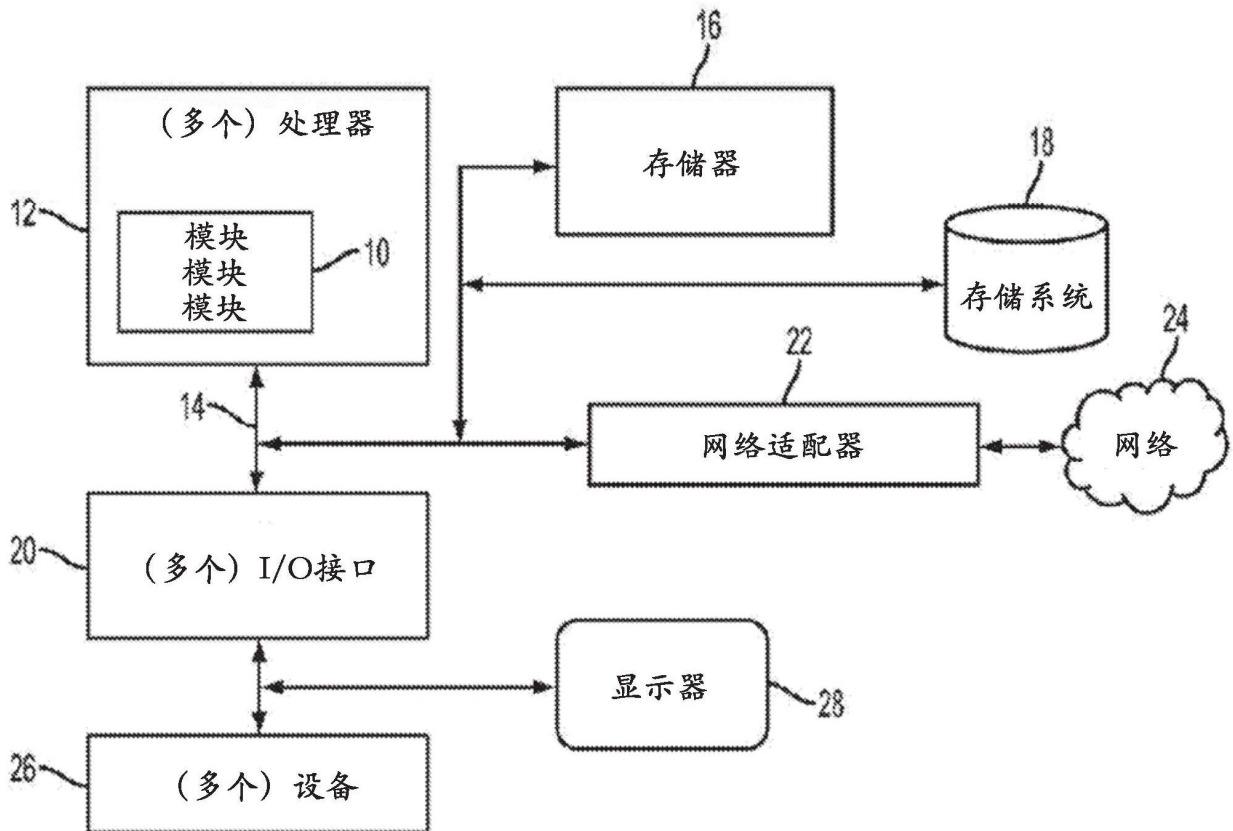 16
(多个) 处理器
存储器
18
12
模块
模块
模块
10
存储系统
24
22
14
网络适配器
网络
20
(多个) I/O接口
显示器
28
26
(多个) 设备